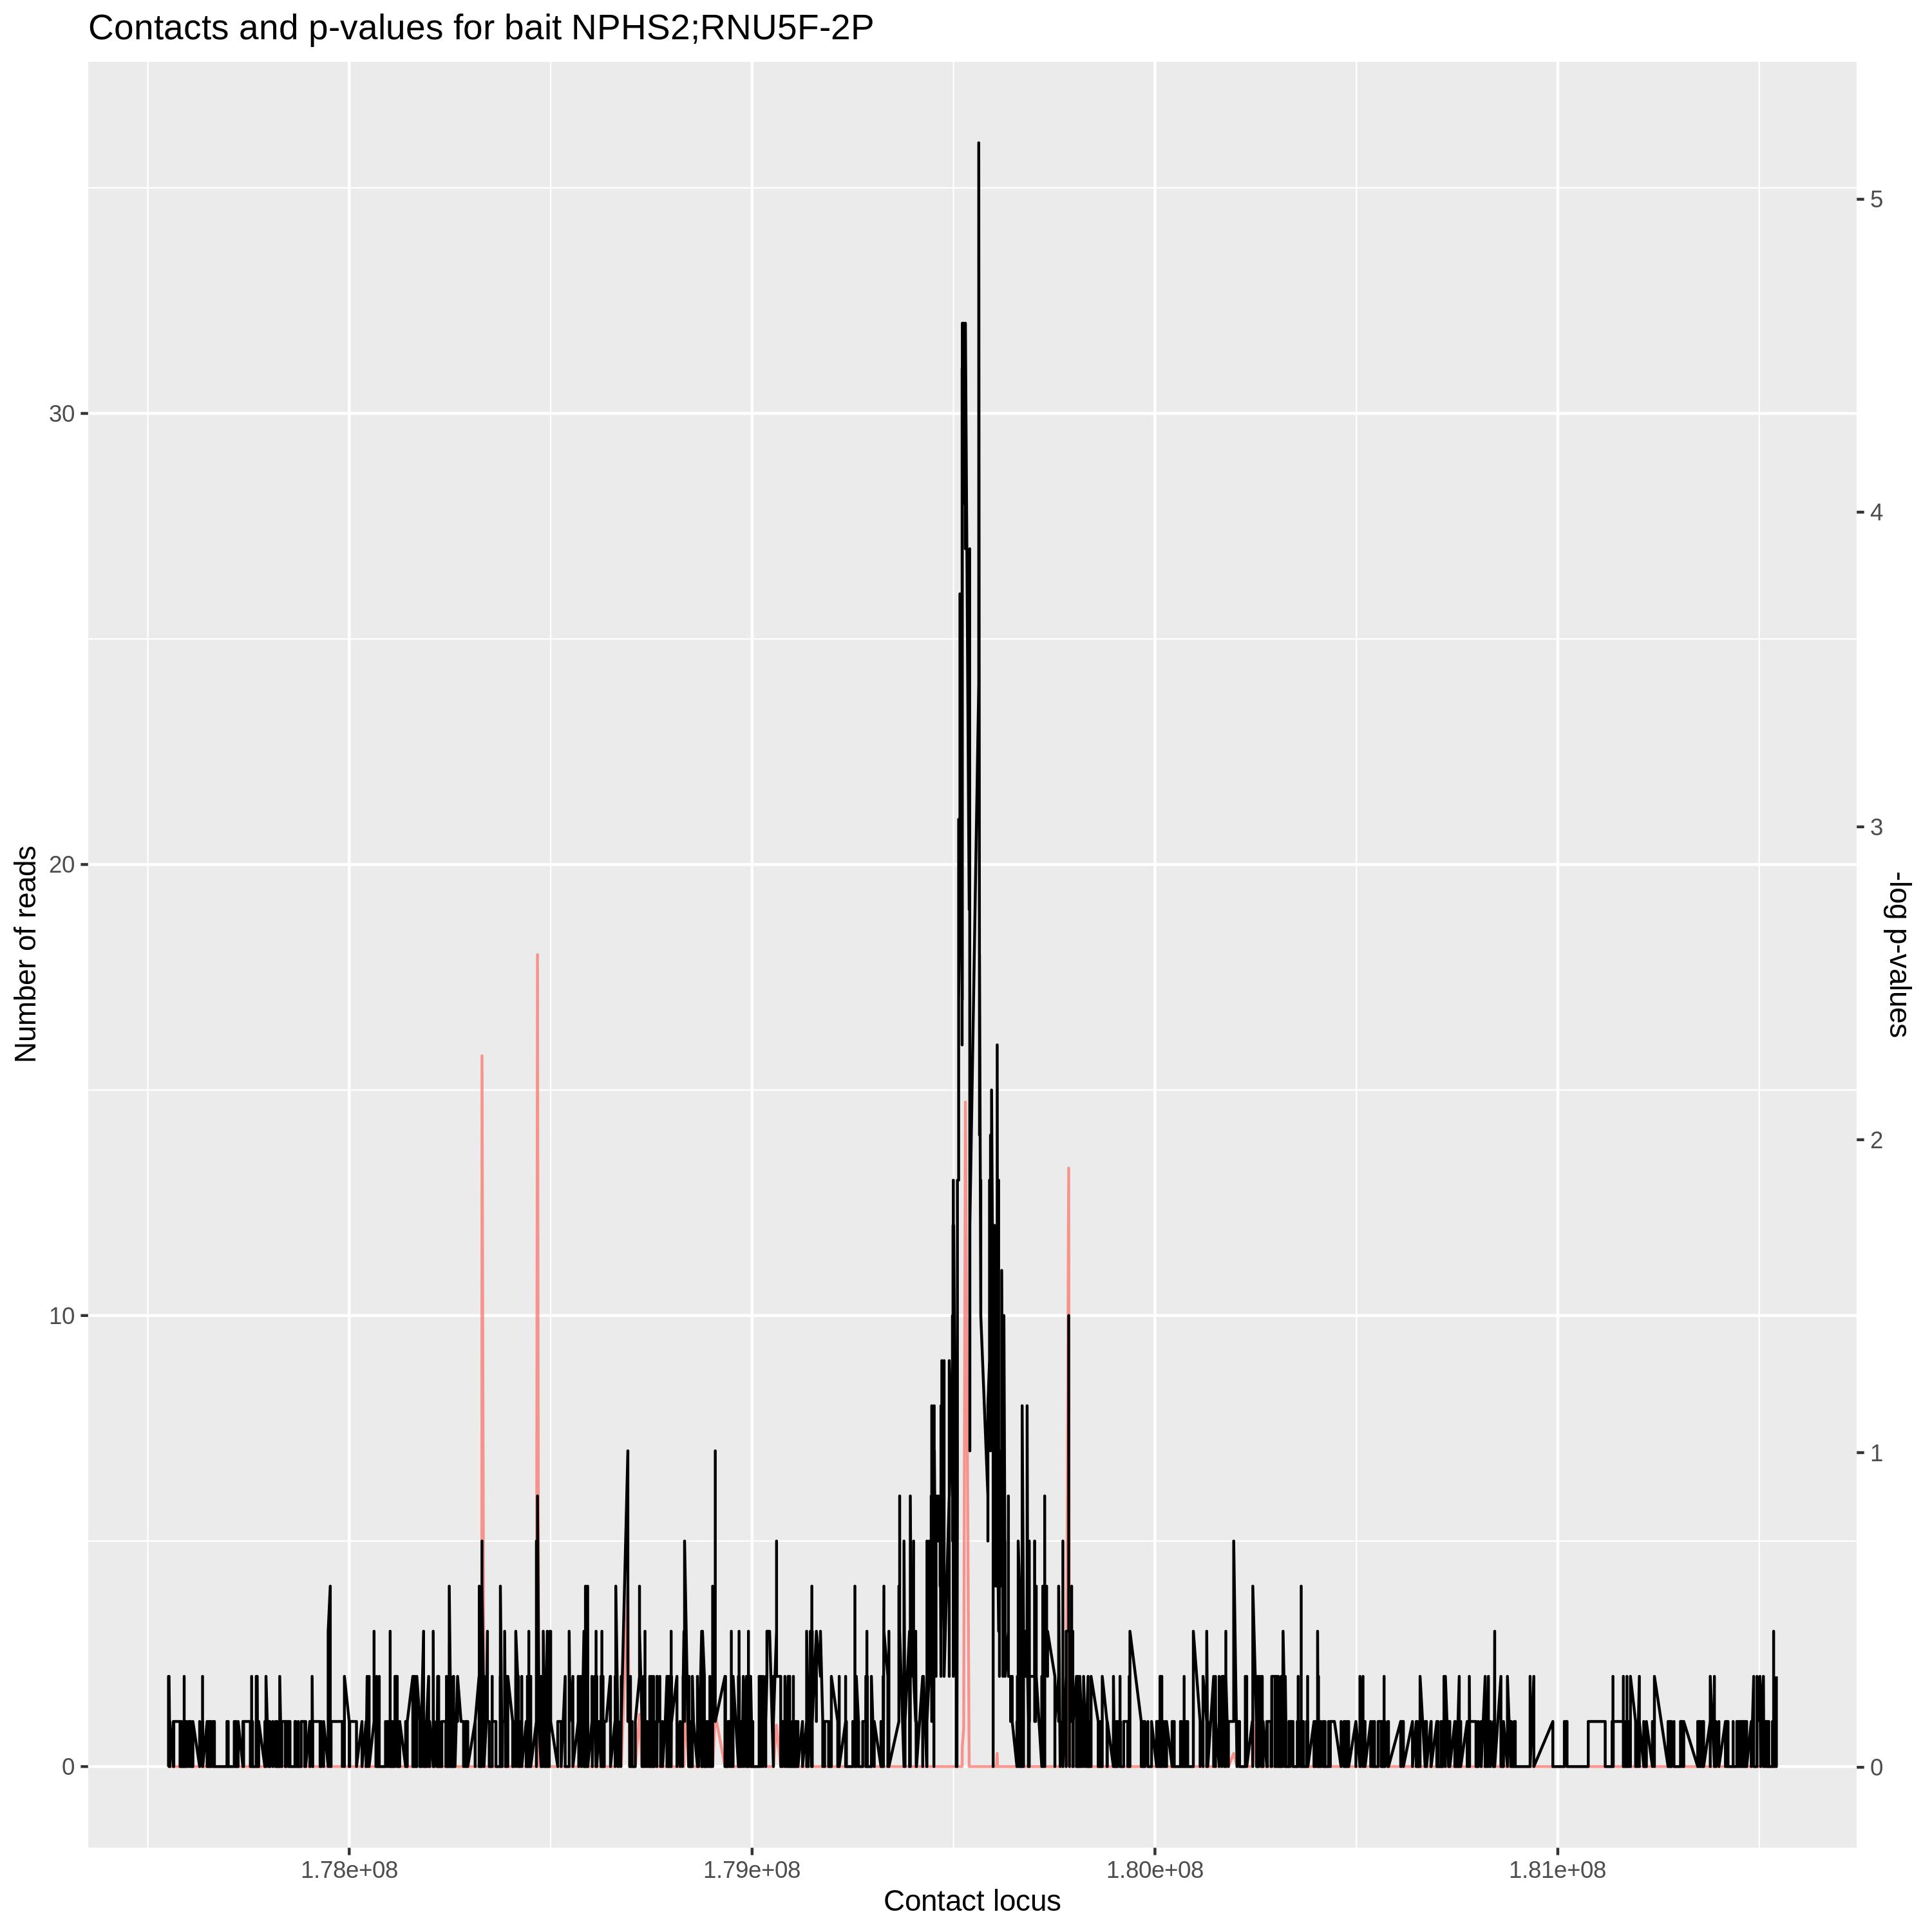 Contacts and p-values for bait NPHS2;RNU5F-2P
Number of reads
30
20
10
0
5
4
3
2
1
0
-log p-values
1.78e+08
1.79e+08
1.80e+08
1.81e+08
Contact locus